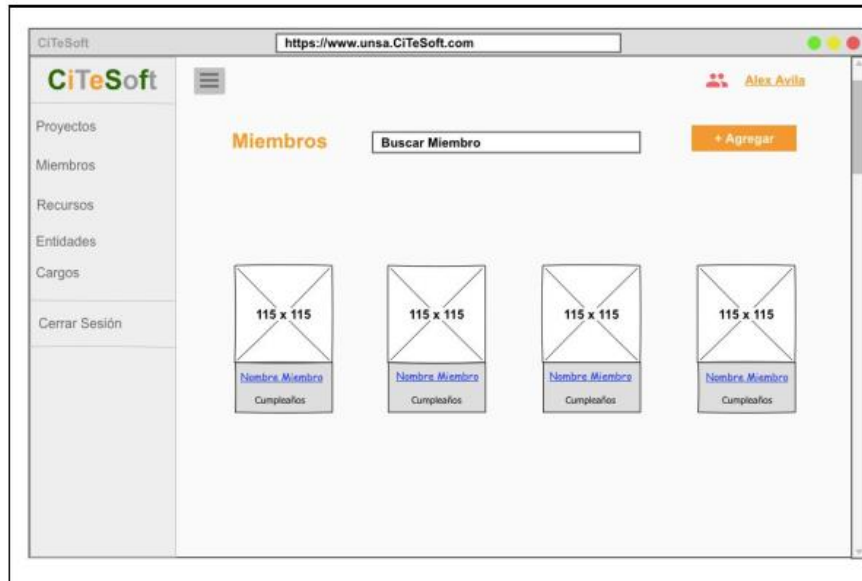 CiTeSoft
https://www.unsa.CiTeSoft.com
CiTeSoft
Alex Avila
Proyectos
Miembros
Recursos
Entidades
Cargos
Cerrar Sesión
Miembros
Buscar Miembro
+ Agregar
115 x 115
Nombre Miembro
Cumpleaños
115 x 115
Nombre Miembro
Cumpleaños
115 x 115
Nombre Miembro
Cumpleaños
115 x 115
Nombre Miembro
Cumpleaños